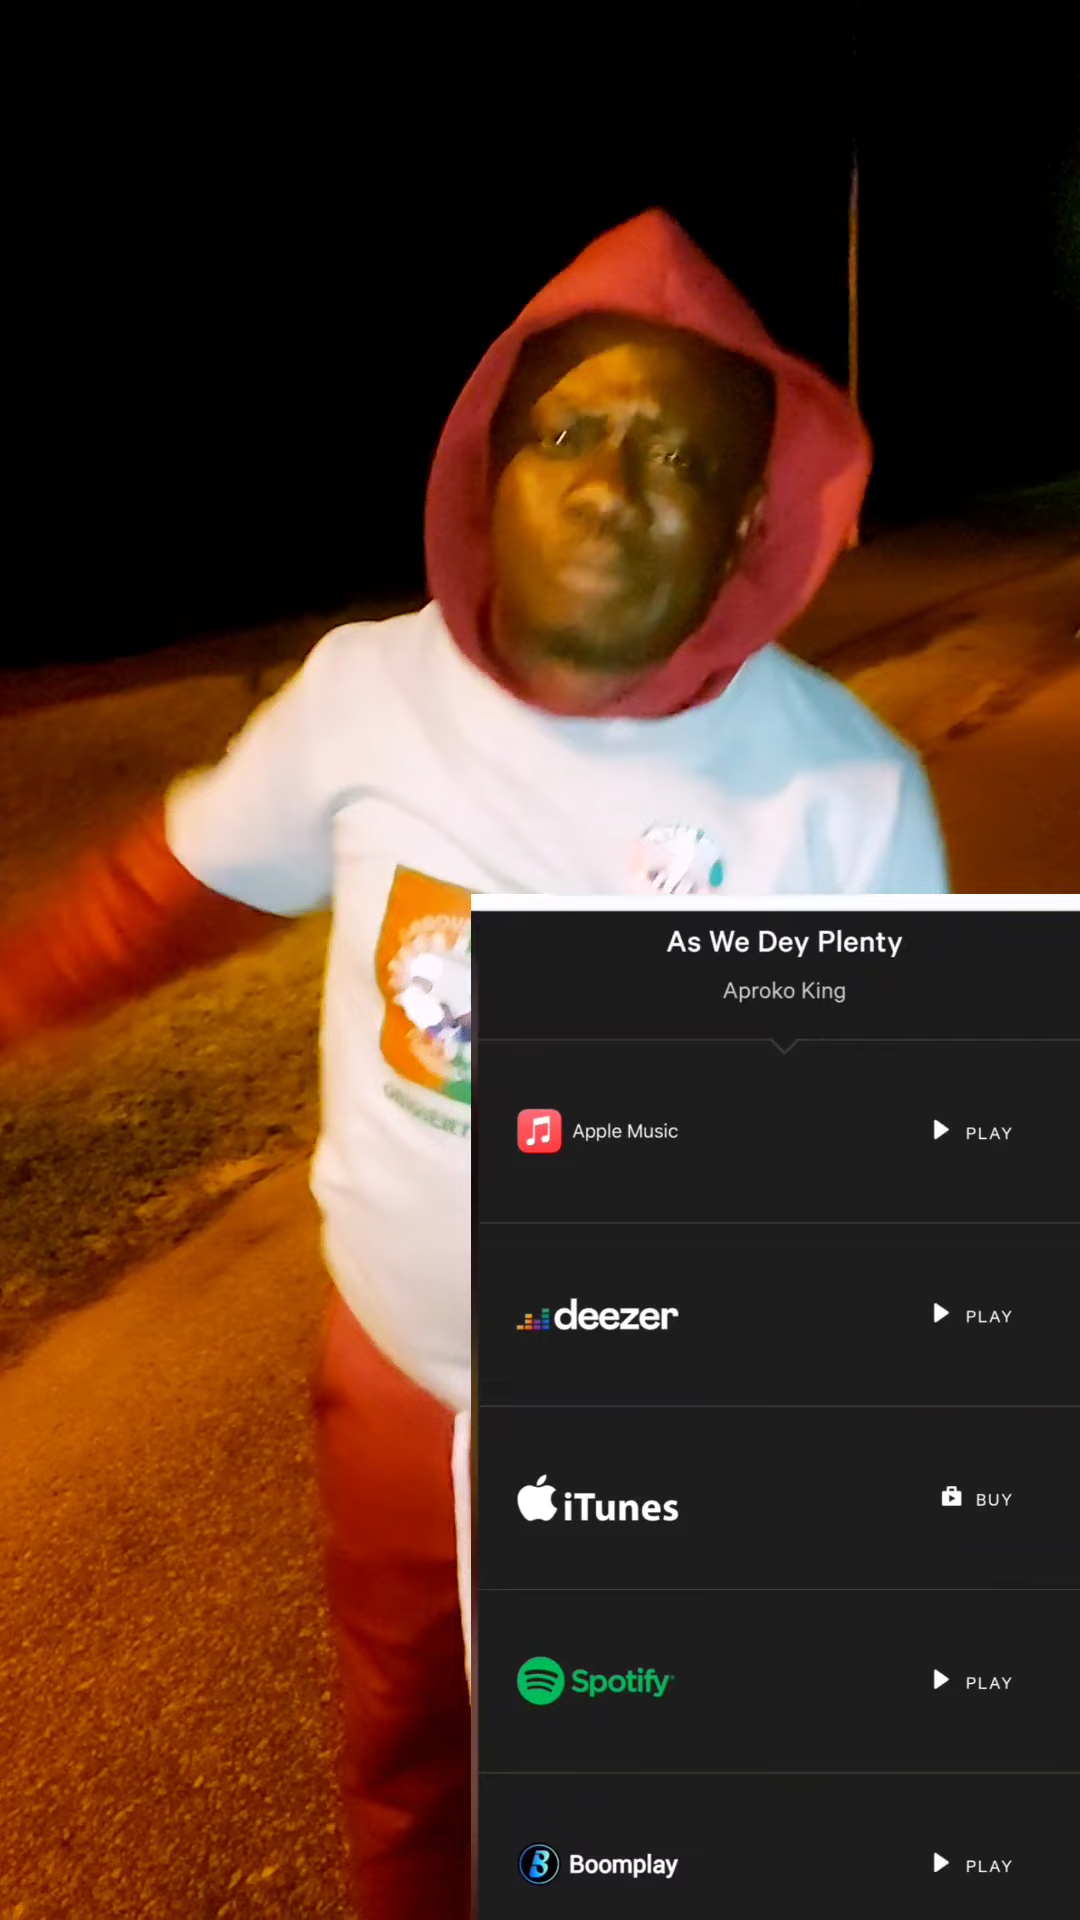 As We Dey Plenty
Aproko King
Apple Music PLAY
deezer PLAY
iTunes BUY
Spotify PLAY
Boomplay PLAY